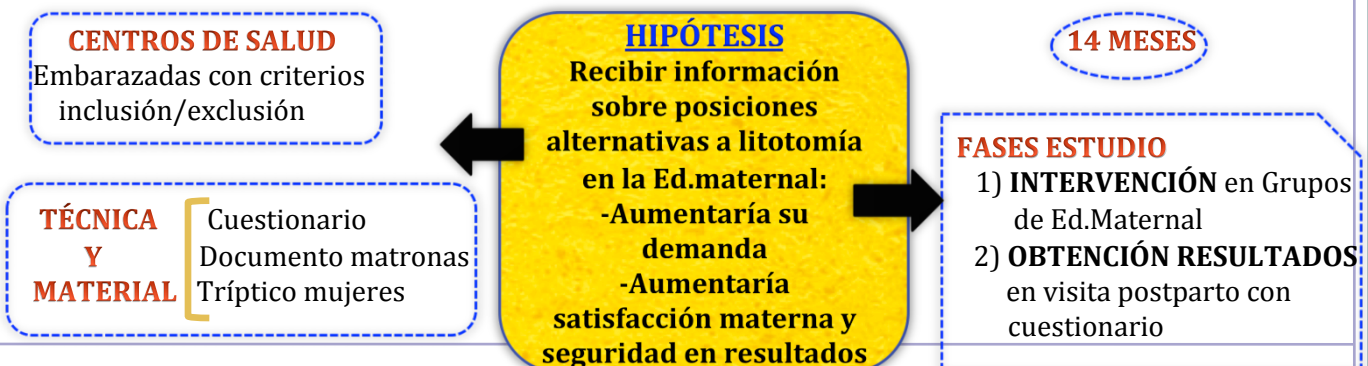 CENTROS DE SALUD
Embarazadas con criterios
inclusión/exclusión
TÉCNICA
Y
MATERIAL
Cuestionario
Documento matronas
Tríptico mujeres
HIPÓTESIS
Recibir información
sobre posiciones
alternativas a litotomía
en la Ed.maternal:
-Aumentaría su
demanda
-Aumentaría
satisfacción materna y
seguridad en resultados
14 MESES
FASES ESTUDIO
1) INTERVENCIÓN en Grupos
de Ed.Maternal
2) OBTENCIÓN RESULTADOS
en visita postparto con
cuestionario